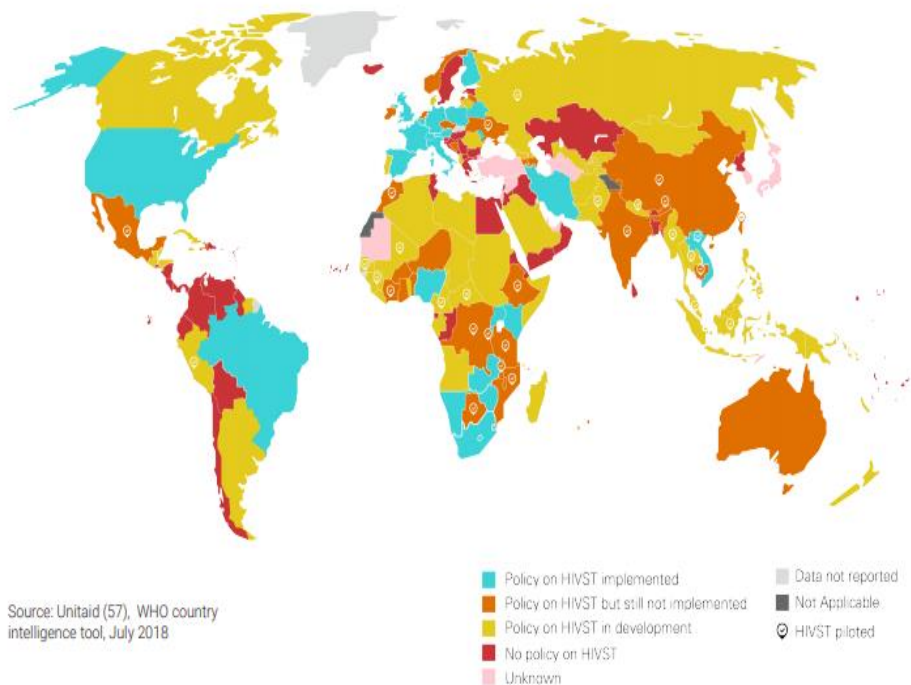 Source: Unitaid (57), WHO country
intelligence tool, July 2018
Policy on HIVST implemented
Policy on HIVST but still not implemented
Policy on HIVST in development
No policy on HIVST
Unknown
Data not reported
Not Applicable
HIVST piloted